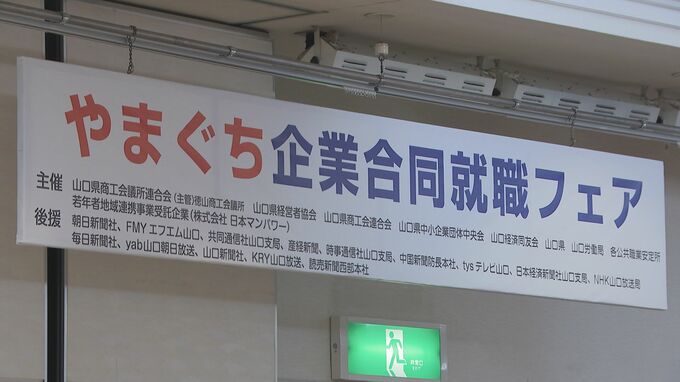 やまぐち企業合同就職フェア
主催 山口県商工会議所連合会(主管)徳山商工会議所 山口県経営者協会 山口県商工会連合会 山口県中小企業団体中央会 山口経済同友会 山口県 山口労働局 各公共職業安定所
若年者地域連携事業受託企業(株式会社 日本マンパワー)
後援 朝日新聞社、FMY エフエム山口、共同通信社山口支局、産経新聞、時事通信社山口支局、中国新聞防長本社、tysテレビ山口、日本経済新聞社山口支局、NHK山口放送局
毎日新聞社、yab山口朝日放送、山口新聞社、KRY山口放送、読売新聞西部本社
非常口